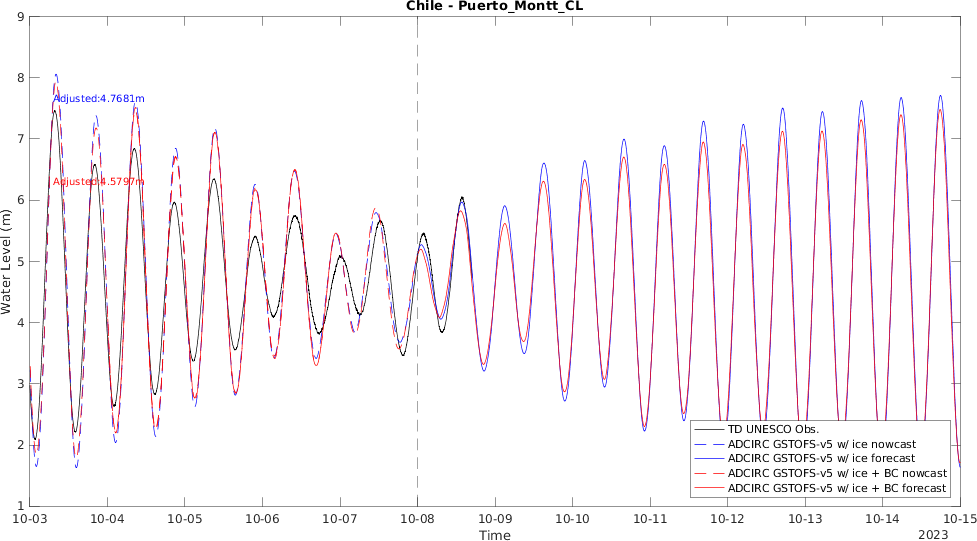 Chile - Puerto_Montt_CL
9
8
7
6
5
4
3
2
1
Water Level (m)
Adjusted:4.7681m
Adjusted:4.5797m
TD UNESCO Obs.
ADCIRC GSTOFS-v5 w/ ice nowcast
ADCIRC GSTOFS-v5 w/ ice forecast
ADCIRC GSTOFS-v5 w/ ice + BC nowcast
ADCIRC GSTOFS-v5 w/ ice + BC forecast
10-03 10-04 10-05 10-06 10-07 10-08 10-09 10-10 10-11 10-12 10-13 10-14 10-15
Time
2023